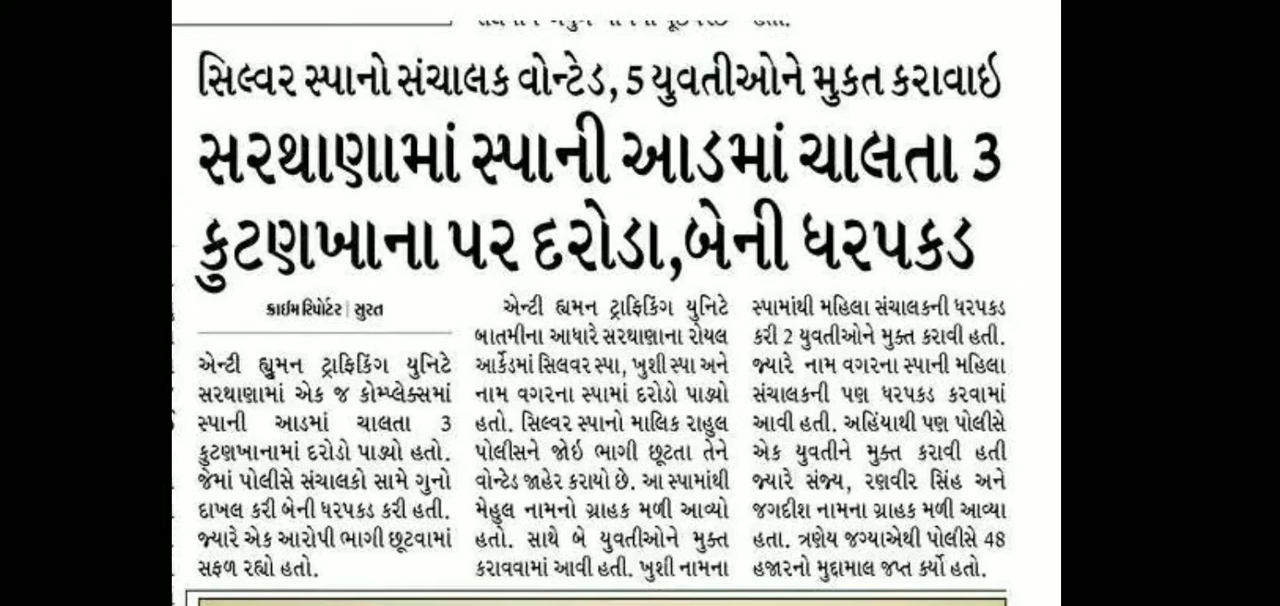 સિલ્વર સ્પાનો સંચાલક વોન્ટેડ, 5 યુવતીઓને મુકત કરાવાઇ
સરથાણામાં સ્પાની આડમાં ચાલતા 3
કુટણખાના પર દરોડા,બેની ધરપકડ
ક્રાઈમ રિપોર્ટર | સુરત
એન્ટી હ્યુમન ટ્રાફિકિંગ યુનિટે
સરથાણામાં એક જ કોમ્પ્લેક્સમાં
સ્પાની આડમાં ચાલતા 3
કુટણખાનામાં દરોડો પાડ્યો હતો.
જેમાં પોલીસે સંચાલકો સામે ગુનો
દાખલ કરી બેની ધરપકડ કરી હતી.
જ્યારે એક આરોપી ભાગી છૂટવામાં
સફળ રહ્યો હતો.
એન્ટી હ્યમન ટ્રાફિકિંગ યુનિટે
બાતમીના આધારે સરથાણાના રોયલ
આર્કેડમાં સિલવર સ્પા, ખુશી સ્પા અને
નામ વગરના સ્પામાં દરોડો પાડ્યો
હતો. સિલ્વર સ્પાનો માલિક રાહુલ
પોલીસને જોઇ ભાગી છૂટતા તેને
વોન્ટેડ જાહેર કરાયો છે. આ સ્પામાંથી
મેહુલ નામનો ગ્રાહક મળી આવ્યો
હતો. સાથે બે યુવતીઓને મુક્ત
કરાવવામાં આવી હતી. ખુશી નામના
સ્પામાંથી મહિલા સંચાલકની ધરપકડ
કરી 2 યુવતીઓને મુક્ત કરાવી હતી.
જ્યારે નામ વગરના સ્પાની મહિલા
સંચાલકની પણ ધરપકડ કરવામાં
આવી હતી. અહિંયાથી પણ પોલીસે
એક યુવતીને મુક્ત કરાવી હતી
જ્યારે સંજ્ય, રણવીર સિંહ અને
જગદીશ નામના ગ્રાહક મળી આવ્યા
હતા. ત્રણેય જગ્યાએથી પોલીસે 48
હજારનો મુદ્દામાલ જપ્ત કર્યો હતો.